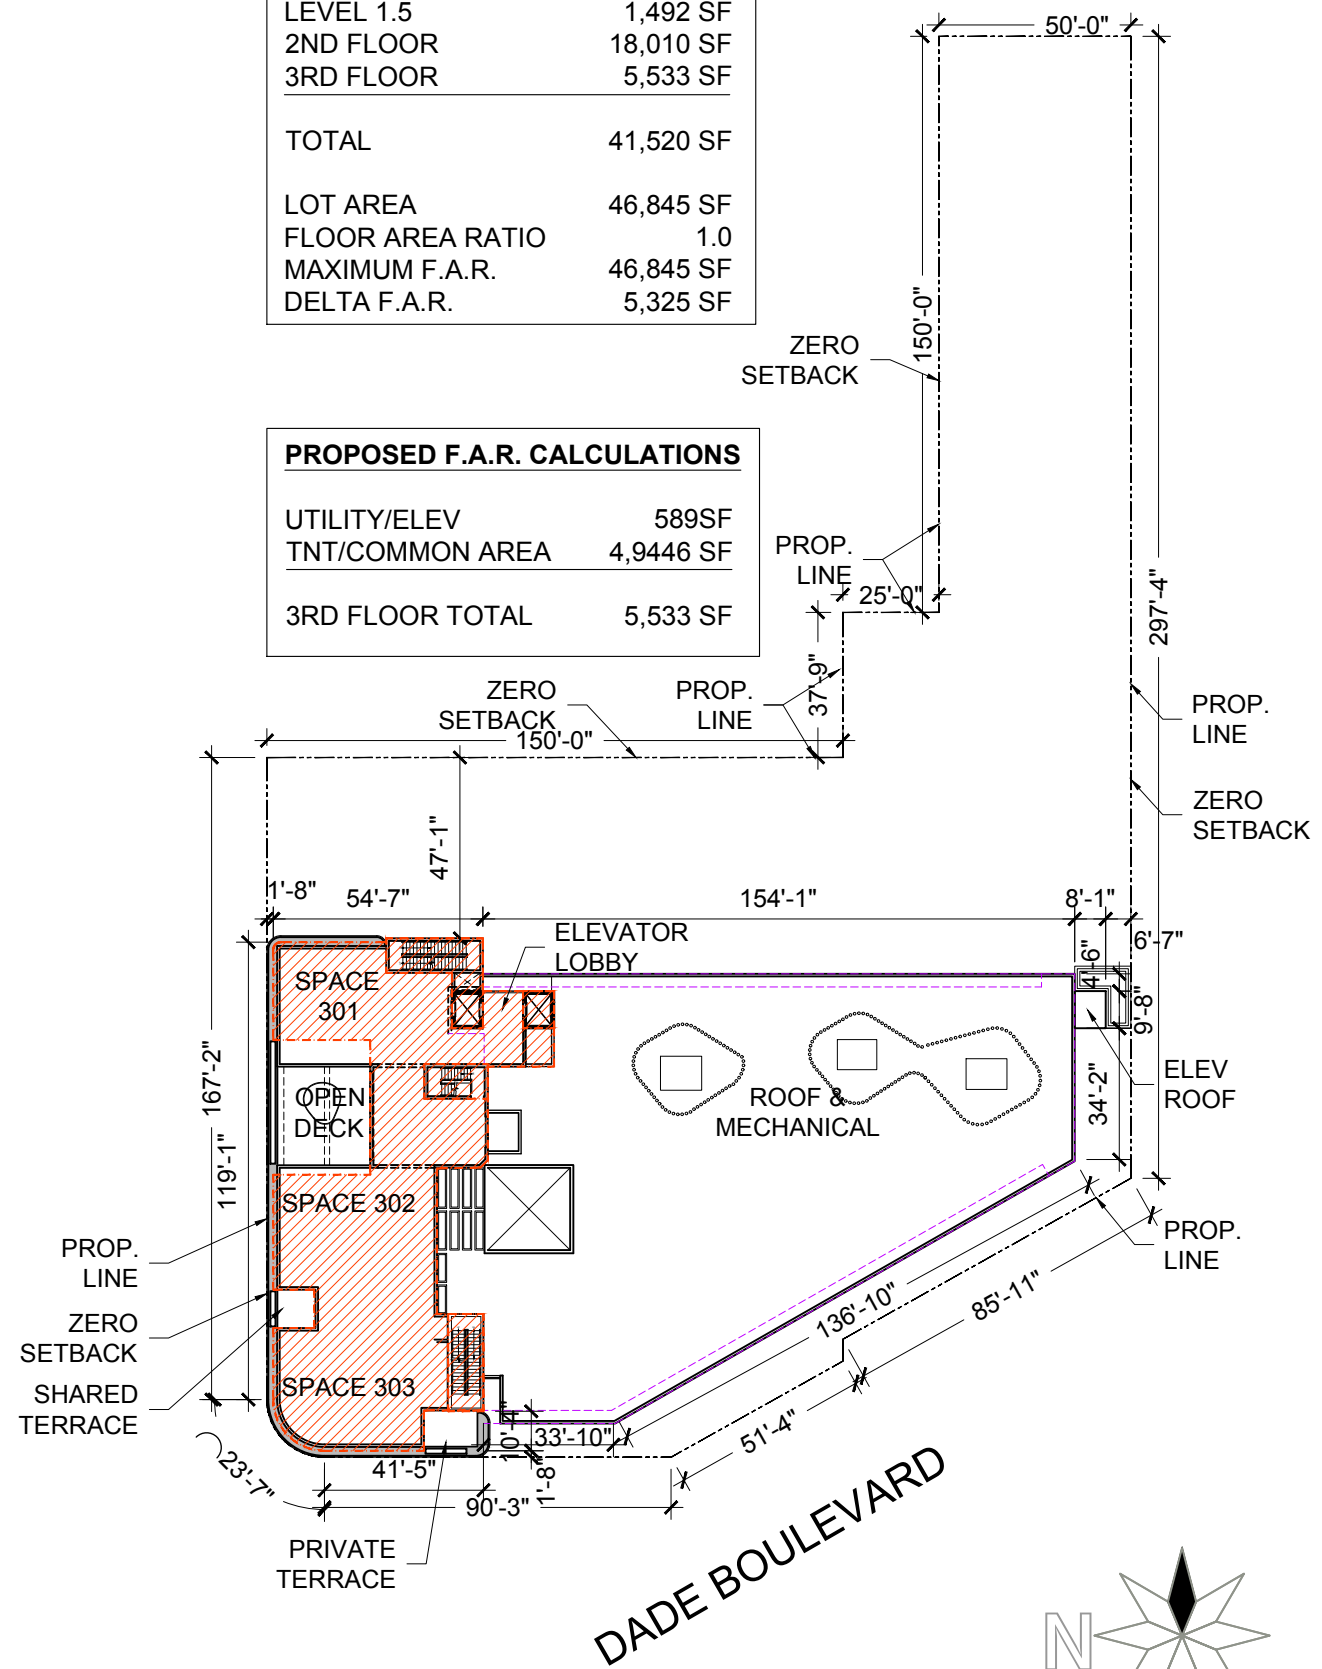 LEVEL 1.5 1,492 SF
2ND FLOOR 18,010 SF
3RD FLOOR 5,533 SF
TOTAL 41,520 SF
LOT AREA 46,845 SF
FLOOR AREA RATIO 1.0
MAXIMUM F.A.R. 46,845 SF
DELTA F.A.R. 5,325 SF
50'-0"
150'-0"
ZERO
SETBACK
PROPOSED F.A.R. CALCULATIONS
UTILITY/ELEV 589SF
TNT/COMMON AREA 4,9446 SF
3RD FLOOR TOTAL 5,533 SF
PROP.
LINE
25'-0"
297'-4"
37'-9"
ZERO
SETBACK
PROP.
LINE
150'-0"
PROP.
LINE
ZERO
SETBACK
47'-1"
1'-8"
54'-7"
154'-1"
8'-1"
6'-7"
4'-6"
9'-8"
ELEVATOR
LOBBY
SPACE
301
167'-2"
119'-1"
OPEN
DECK
ROOF &
MECHANICAL
34'-2"
ELEV
ROOF
SPACE 302
PROP.
LINE
PROP.
LINE
ZERO
SETBACK
SHARED
TERRACE
136'-10"
85'-11"
SPACE 303
51'-4"
10'-4"
33'-10"
1'-8"
23'-7"
41'-5"
90'-3"
PRIVATE
TERRACE
DADE BOULEVARD
N